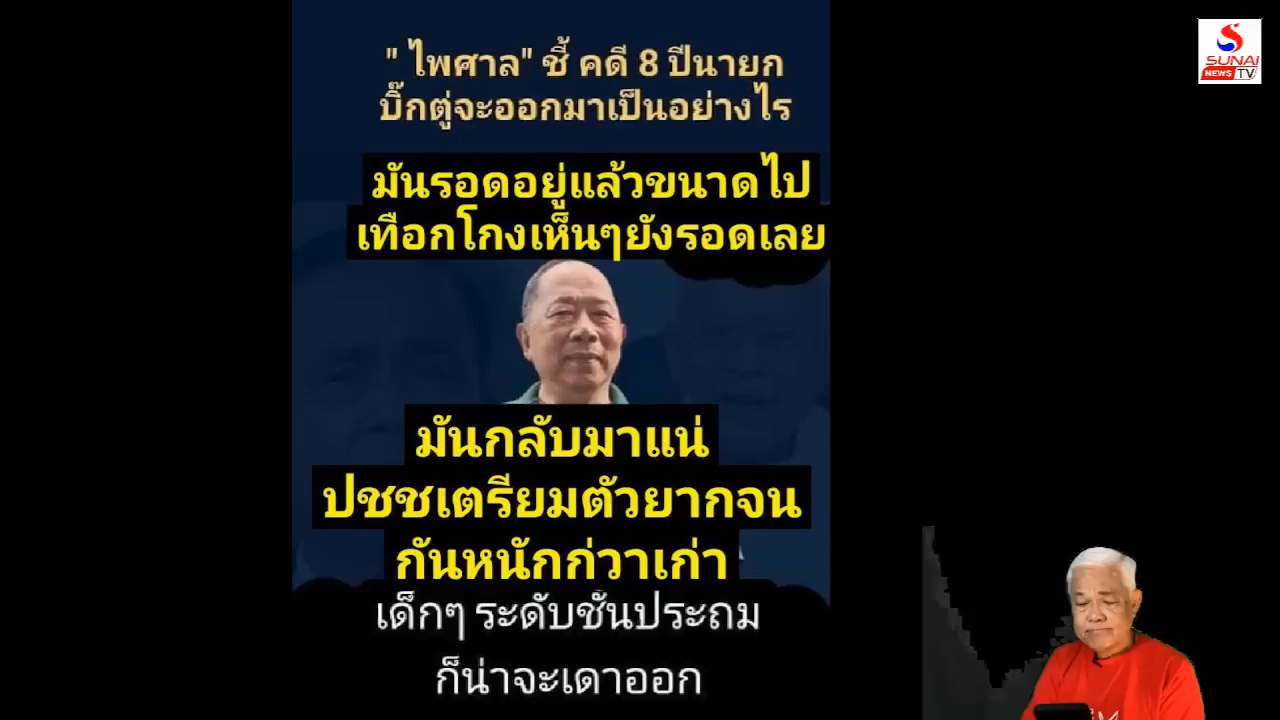 " ไพศาล" ชี้ คดี 8 ปีนายก
บิ๊กตู่จะออกมาเป็นอย่างไร
มันรอดอยู่แล้วขนาดไป
เทือกโกงเห็นๆยังรอดเลย
มันกลับมาแน่
ปชชเตรียมตัวยากจน
กันหนักก่วาเก่า
เด็กๆ ระดับชันประถม
ก็น่าจะเดาออก
SUNAI
NEWS TV